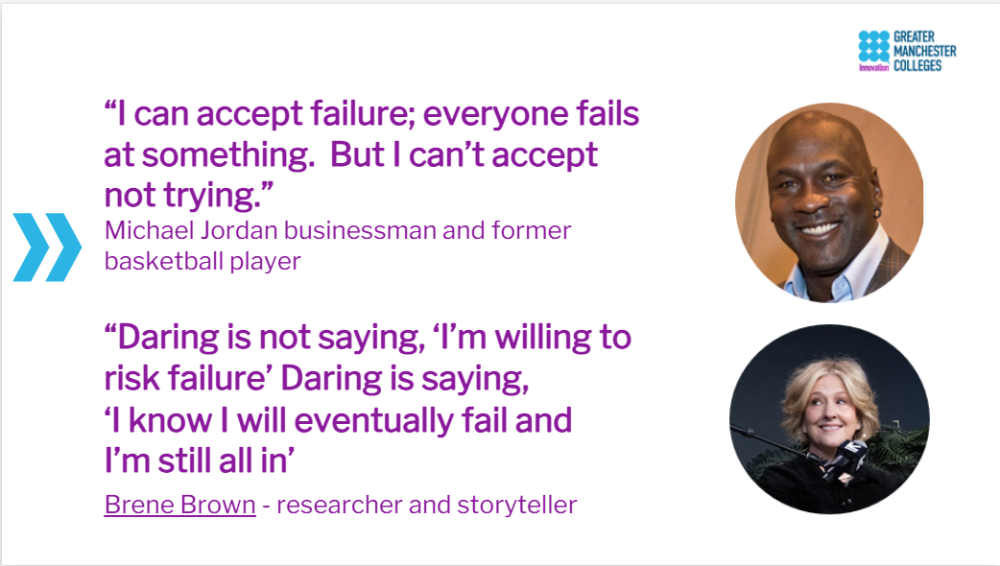 GREATER
MANCHESTER
COLLEGES
Innovation
“I can accept failure; everyone fails
at something.  But I can’t accept
not trying.”
Michael Jordan businessman and former
basketball player
“Daring is not saying, ‘I’m willing to
risk failure’ Daring is saying,
‘I know I will eventually fail and
I’m still all in’
Brene Brown - researcher and storyteller